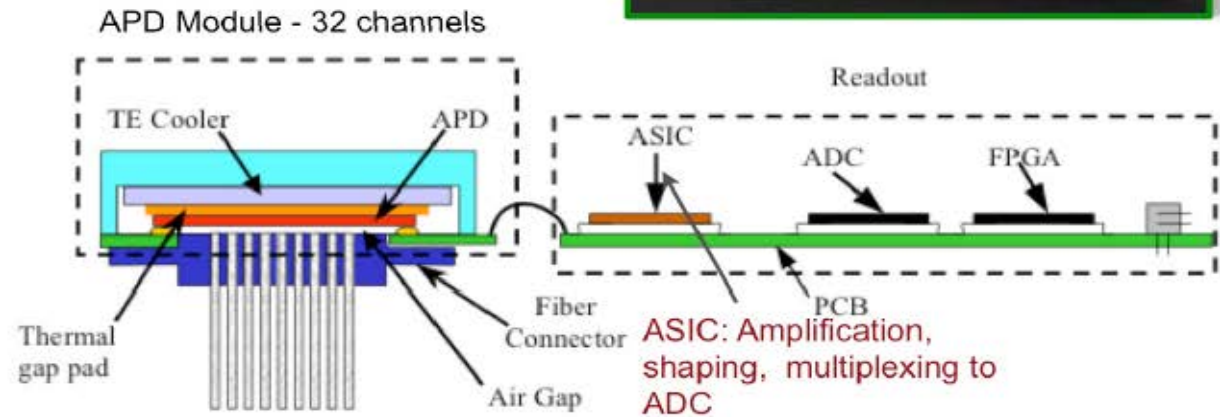 APD Module - 32 channels
Readout
TE Cooler
APD
ASIC
ADC
FPGA
Thermal
gap pad
Fiber
Connector
Air Gap
PCB
ASIC: Amplification,
shaping, multiplexing to
ADC